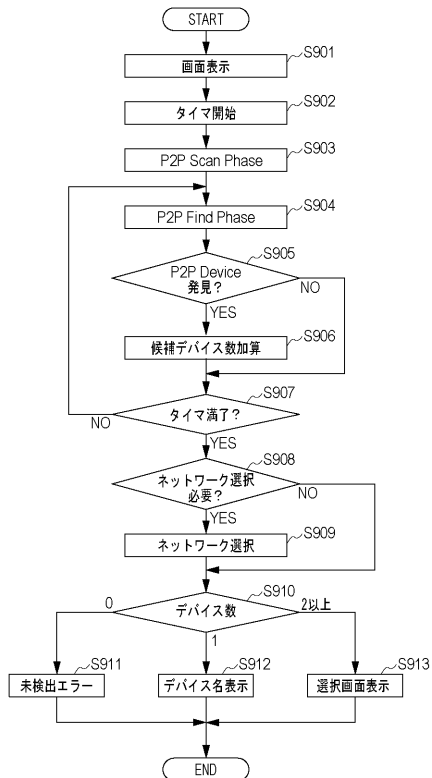 START
S901
画面表示
S902
タイマ開始
S903
P2P Scan Phase
S904
P2P Find Phase
S905
P2P Device
発見?
NO
YES
S906
候補デバイス数加算
S907
タイマ満了?
NO
YES
S908
ネットワーク選択
必要?
NO
YES
S909
ネットワーク選択
S910
デバイス数
0
1
2以上
S911
未検出エラー
S912
デバイス名表示
S913
選択画面表示
END